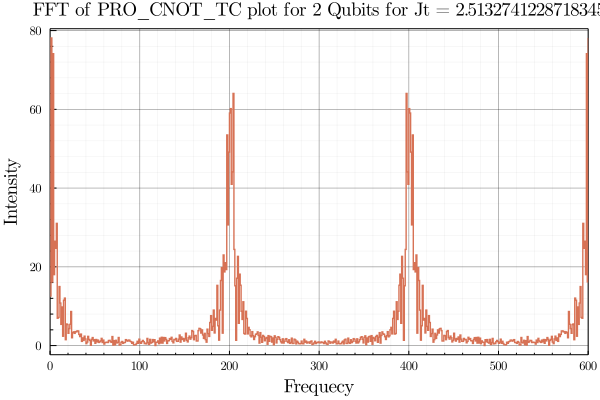 FFT of PRO_CNOT_TC plot for 2 Qubits for Jt = 2.5132741228718345
80
60
40
20
0
Intensity
0 100 200 300 400 500 600
Frequecy